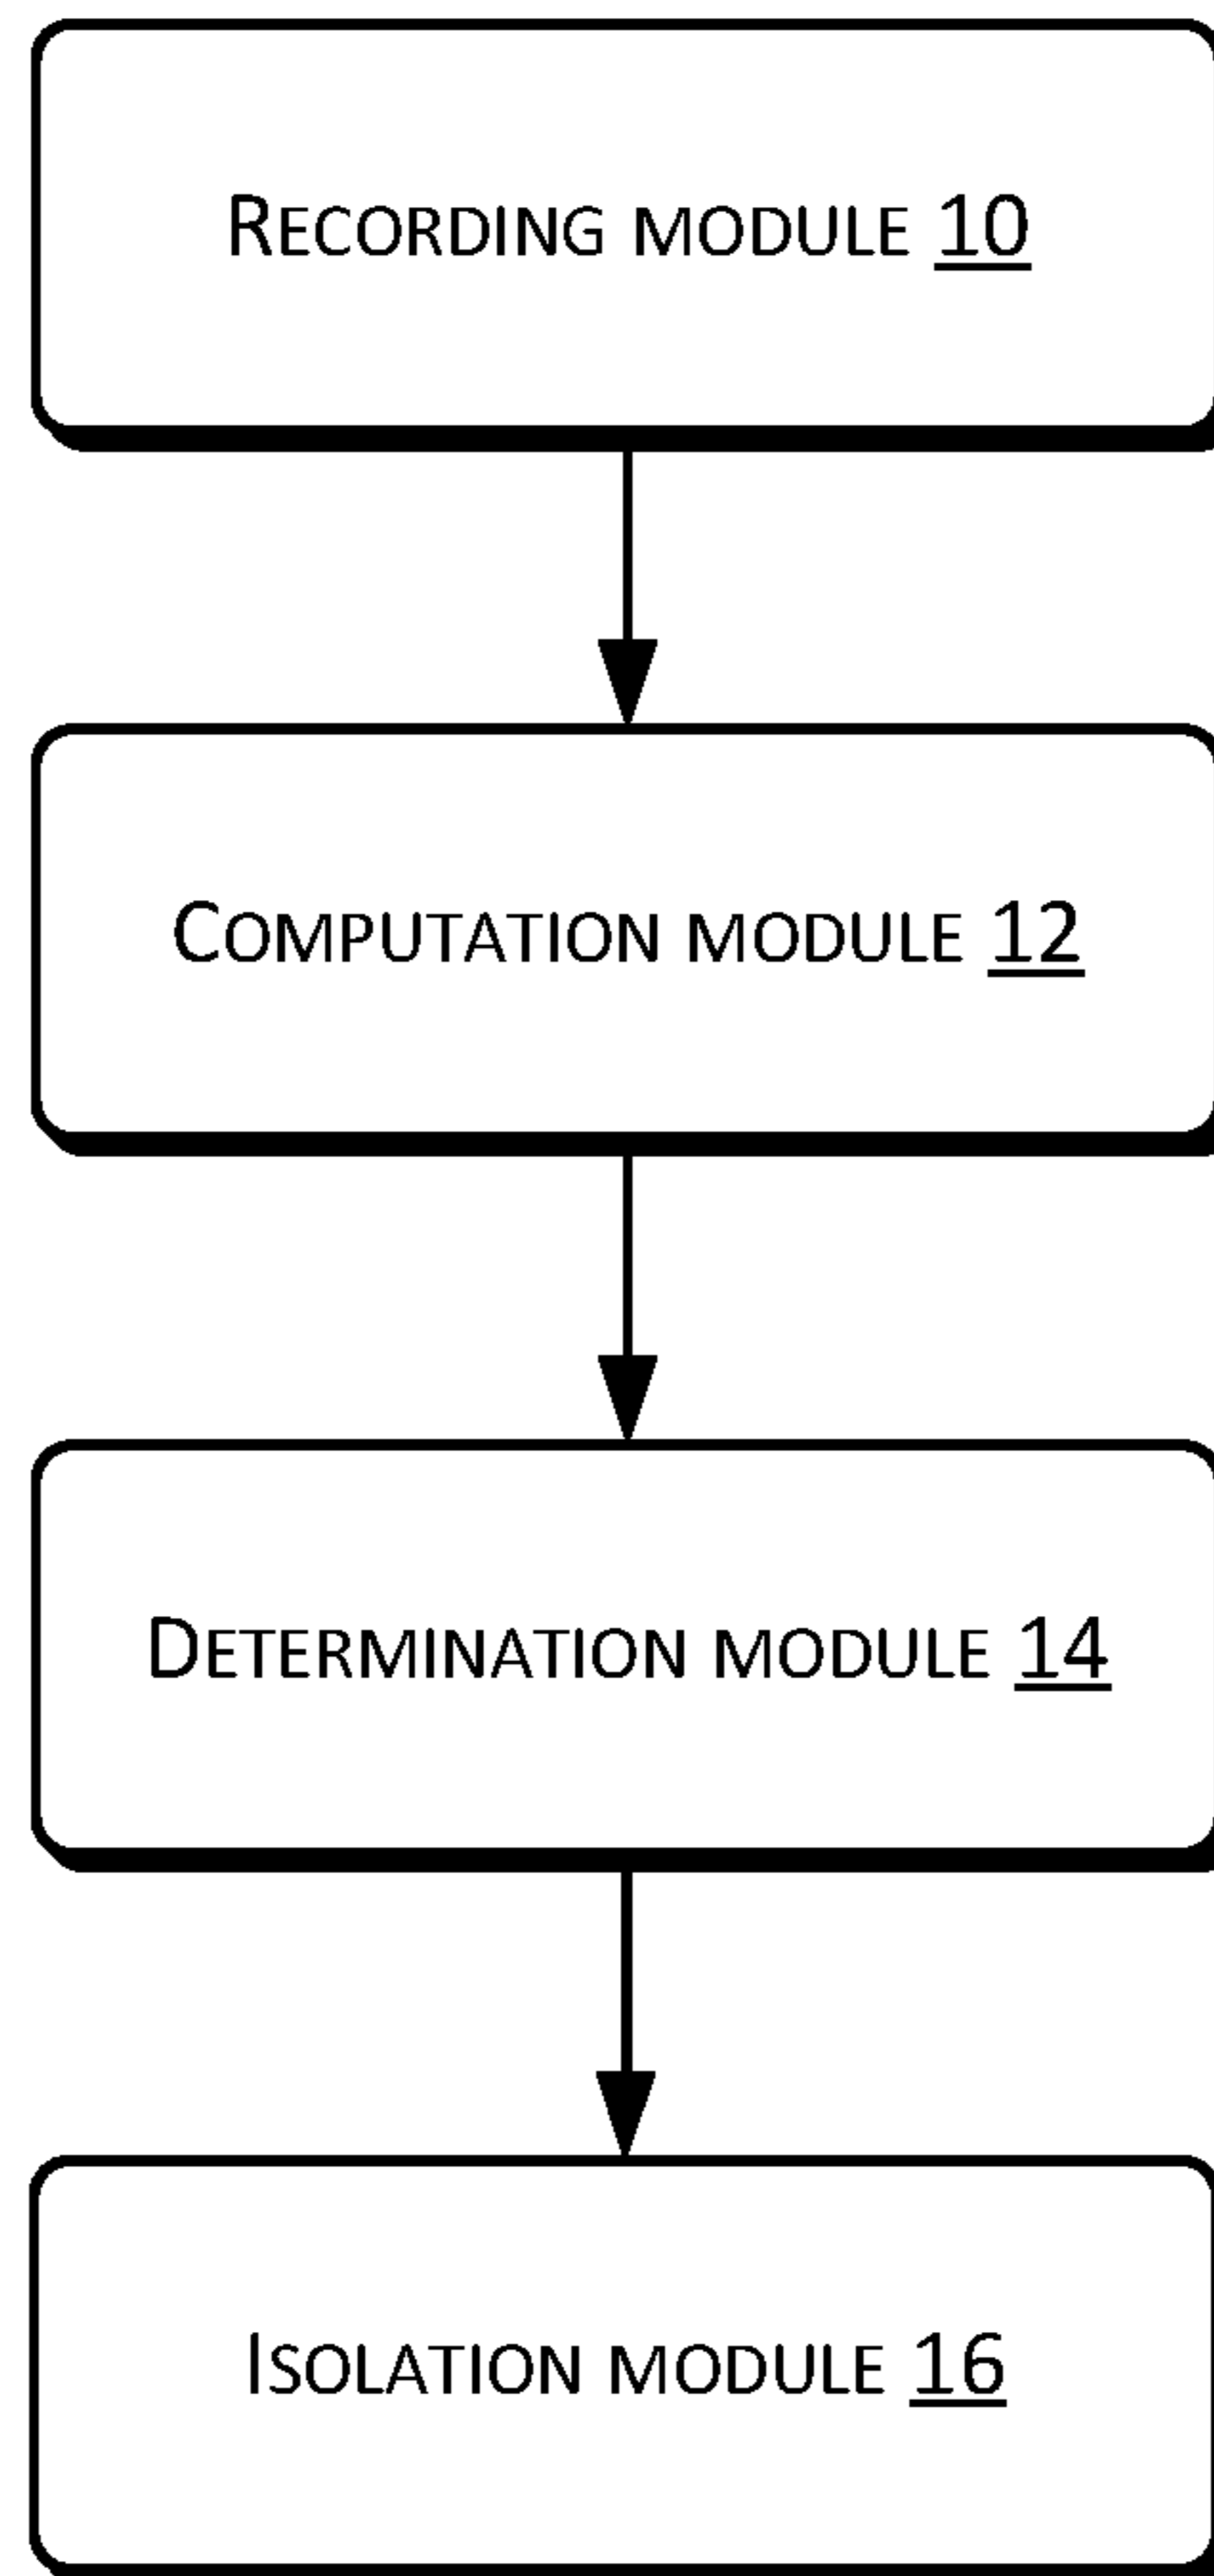 Recording module 10
Computation module 12
Determination module 14
Isolation module 16